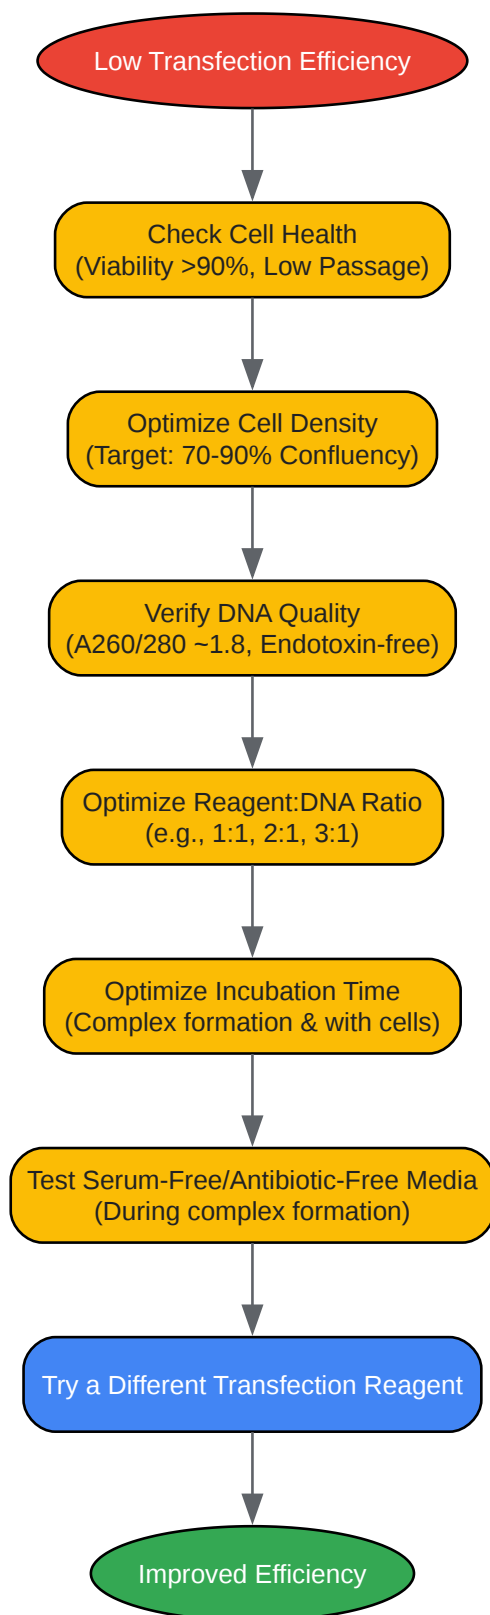 Low Transfection Efficiency
Check Cell Health
(Viability >90%, Low Passage)
Optimize Cell Density
(Target: 70-90% Confluency)
Verify DNA Quality
(A260/280 ~1.8, Endotoxin-free)
Optimize Reagent:DNA Ratio
(e.g., 1:1, 2:1, 3:1)
Optimize Incubation Time
(Complex formation & with cells)
Test Serum-Free/Antibiotic-Free Media
(During complex formation)
Try a Different Transfection Reagent
Improved Efficiency